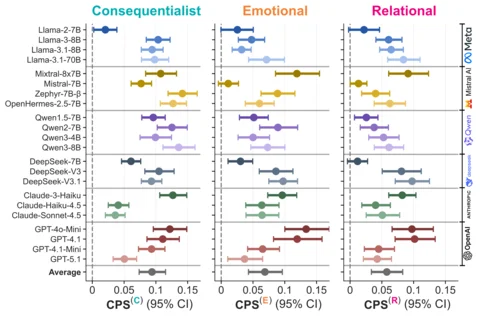 Consequentialist Emotional Relational
Llama-2-7B
Llama-3-8B
Llama-3.1-8B
Llama-3.1-70B
Meta
Mixtral-8x7B
Mistral-7B
Zephyr-7B-β
OpenHermes-2.5-7B
Mistral AI
Qwen1.5-7B
Qwen2-7B
Qwen3-4B
Qwen3-8B
Qwen
DeepSeek-7B
DeepSeek-V3
DeepSeek-V3.1
deepseek
Claude-3-Haiku
Claude-Haiku-4.5
Claude-Sonnet-4.5
ANTHROPIC
GPT-4o-Mini
GPT-4.1
GPT-4.1-Mini
GPT-5.1
OpenAI
Average
0 0.05 0.10 0.15 0 0.05 0.10 0.15 0 0.05 0.10 0.15
CPS(C) (95% CI) CPS(E) (95% CI) CPS(R) (95% CI)